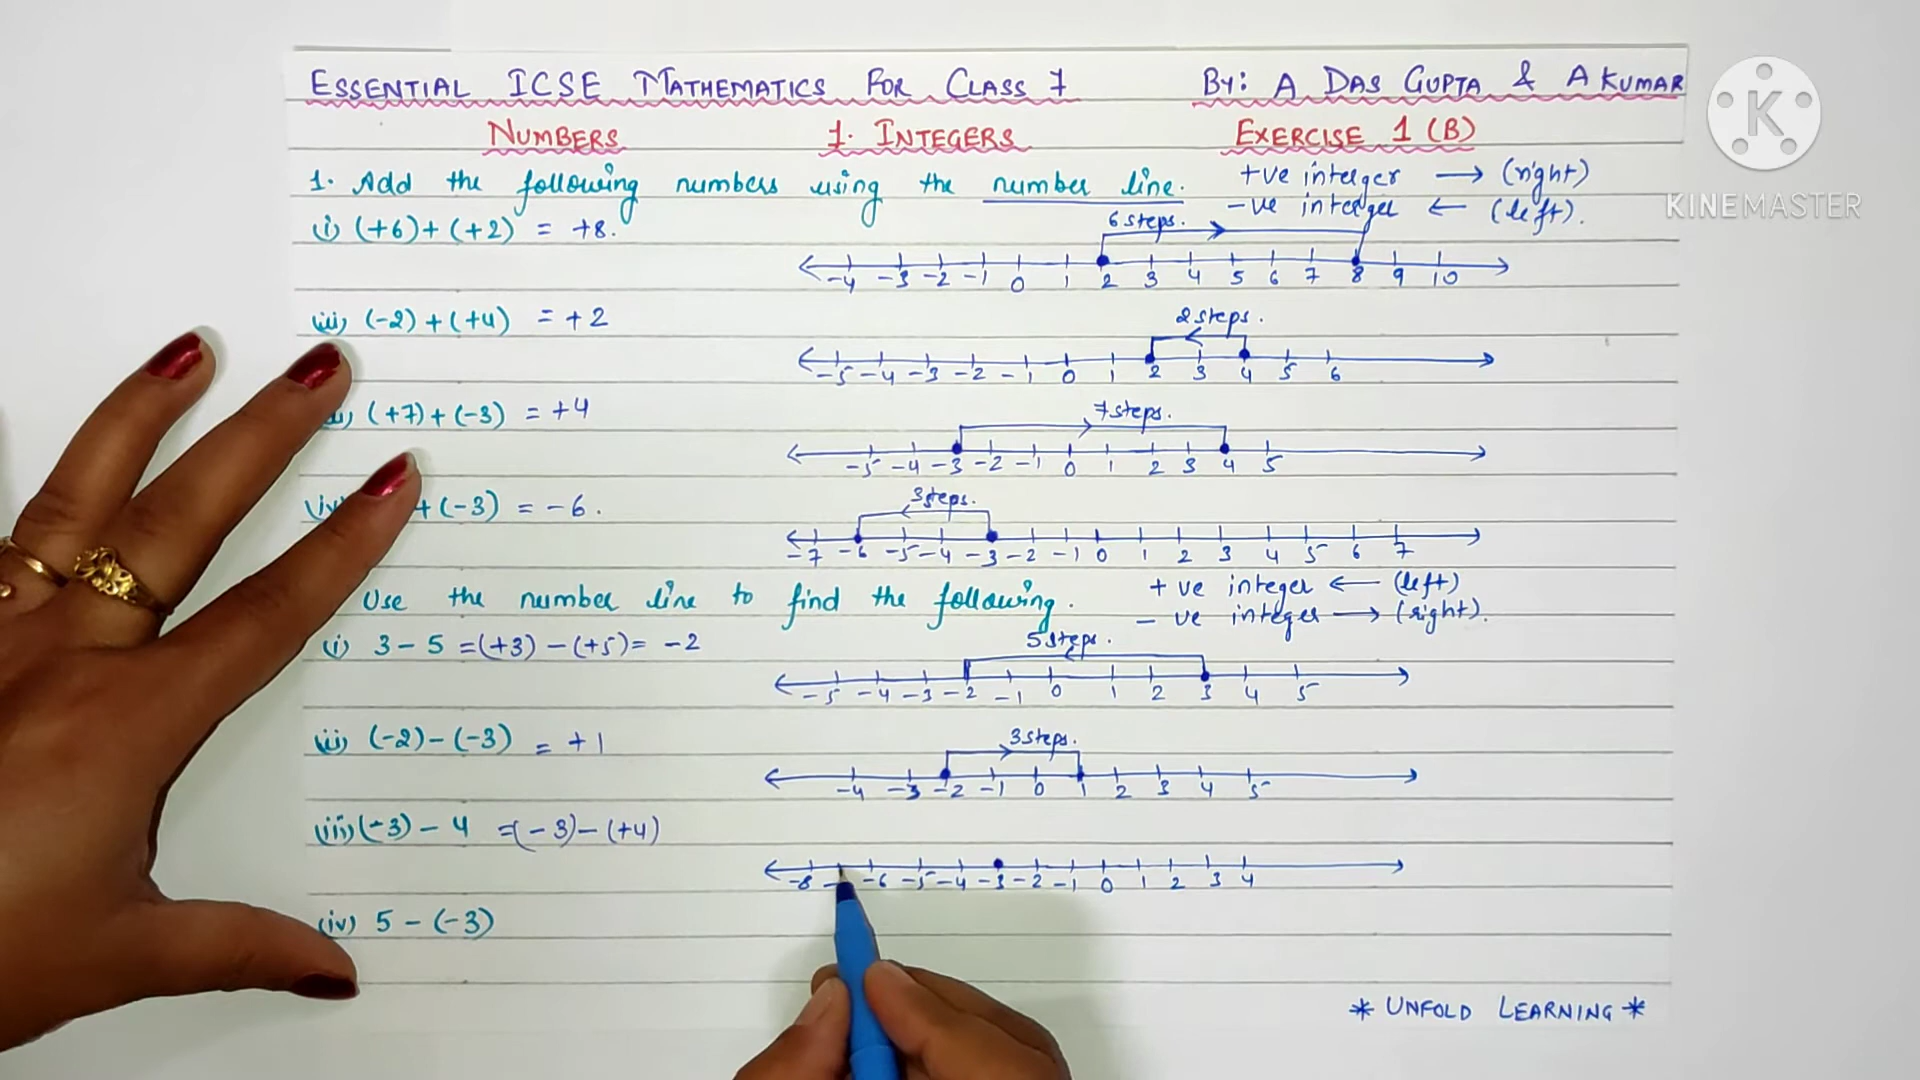 ESSENTIAL ICSE MATHEMATICS FOR CLASS 7 BY: A DAS GUPTA & A KUMAR
NUMBERS 1. INTEGERS EXERCISE 1 (B)
1. Add the following numbers using the number line. +ve integer → (right)
-ve integer ← (left).
(i) (+6)+(+2) = +8. 6 steps.
-4 -3 -2 -1 0 1 2 3 4 5 6 7 8 9 10
(ii) (-2)+(+4) = +2 2 steps.
-5 -4 -3 -2 -1 0 1 2 3 4 5 6
(+7)+(-3) = +4 7 steps.
-5 -4 -3 -2 -1 0 1 2 3 4 5
+(-3) = -6. 3 steps.
-7 -6 -5 -4 -3 -2 -1 0 1 2 3 4 5 6 7
Use the number line to find the following. + ve integer ← (left)
- ve integer → (right).
(i) 3 - 5 =(+3) -(+5)= -2 5 steps.
-5 -4 -3 -2 -1 0 1 2 3 4 5
(ii) (-2)-(-3) = +1 3 steps.
-4 -3 -2 -1 0 1 2 3 4 5
(iii) (-3) - 4 =(-3)-(+4)
-8 - -6 -5 -4 -3 -2 -1 0 1 2 3 4
(iv) 5 - (-3)
* UNFOLD LEARNING *
K
KINEMASTER